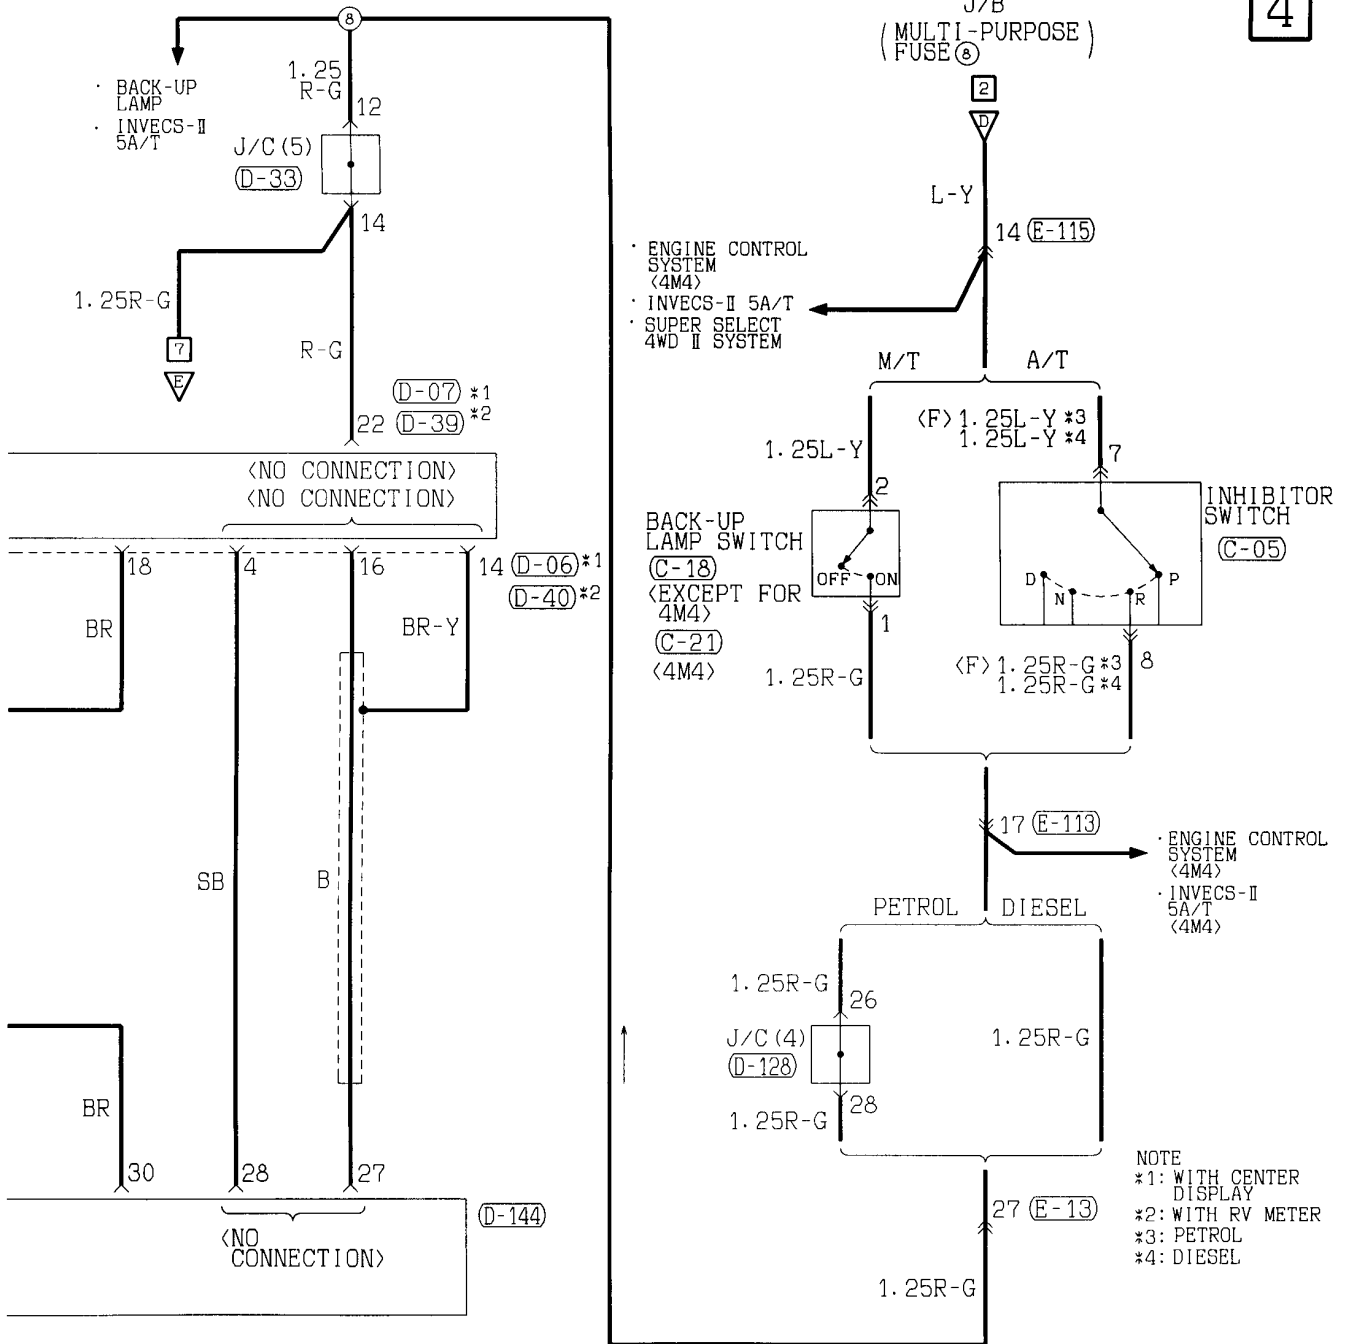 4
J/B
(MULTI-PURPOSE
FUSE ⑧)
2
D
L-Y
14 (E-115)
· ENGINE CONTROL
SYSTEM
<4M4>
· INVECS-Ⅱ 5A/T
· SUPER SELECT
4WD Ⅱ SYSTEM
M/T
A/T
1.25L-Y
2
<F> 1.25L-Y *3
1.25L-Y *4
7
BACK-UP
LAMP SWITCH
(C-18)
<EXCEPT FOR
4M4>
(C-21)
<4M4>
OFF
ON
1
1.25R-G
INHIBITOR
SWITCH
(C-05)
D
N
R
P
<F> 1.25R-G *3
1.25R-G *4
8
17 (E-113)
· ENGINE CONTROL
SYSTEM
<4M4>
· INVECS-Ⅱ
5A/T
<4M4>
PETROL
DIESEL
1.25R-G
26
J/C (4)
(D-128)
28
1.25R-G
1.25R-G
27 (E-13)
1.25R-G
NOTE
*1: WITH CENTER
DISPLAY
*2: WITH RV METER
*3: PETROL
*4: DIESEL
8
· BACK-UP
LAMP
· INVECS-Ⅱ
5A/T
1.25
R-G
12
J/C (5)
(D-33)
14
1.25R-G
7
E
R-G
22
(D-07) *1
(D-39) *2
<NO CONNECTION>
<NO CONNECTION>
18
4
16
14 (D-06) *1
(D-40) *2
BR
BR-Y
SB
B
BR
30
28
27
(D-144)
<NO
CONNECTION>